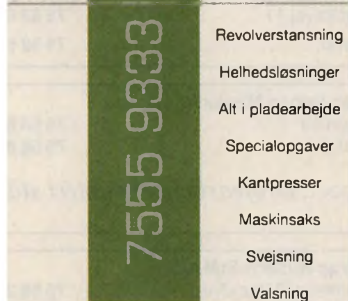 7555 9333
Revolverstansning
Helhedsløsninger
Alt i pladearbejde
Specialopgaver
Kantpresser
Maskinsaks
Svejsning
Valsning